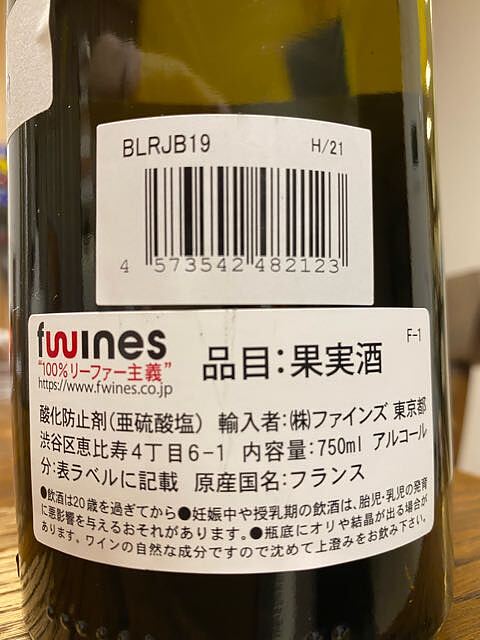 BLRJB19 H/21
4 573542 482123
fwines
"100%リーファー主義"
https://www.fwines.co.jp
品目:果実酒
F-1
酸化防止剤(亜硫酸塩) 輸入者:㈱ファインズ 東京都
渋谷区恵比寿4丁目6-1 内容量:750ml アルコール
分:表ラベルに記載 原産国名:フランス
●飲酒は20歳を過ぎてから●妊娠中や授乳期の飲酒は、胎児・乳児の発育
に悪影響を与えるおそれがあります。●瓶底にオリや結晶が出る場合が
あります。ワインの自然な成分ですので沈めて上澄みをお飲み下さい。